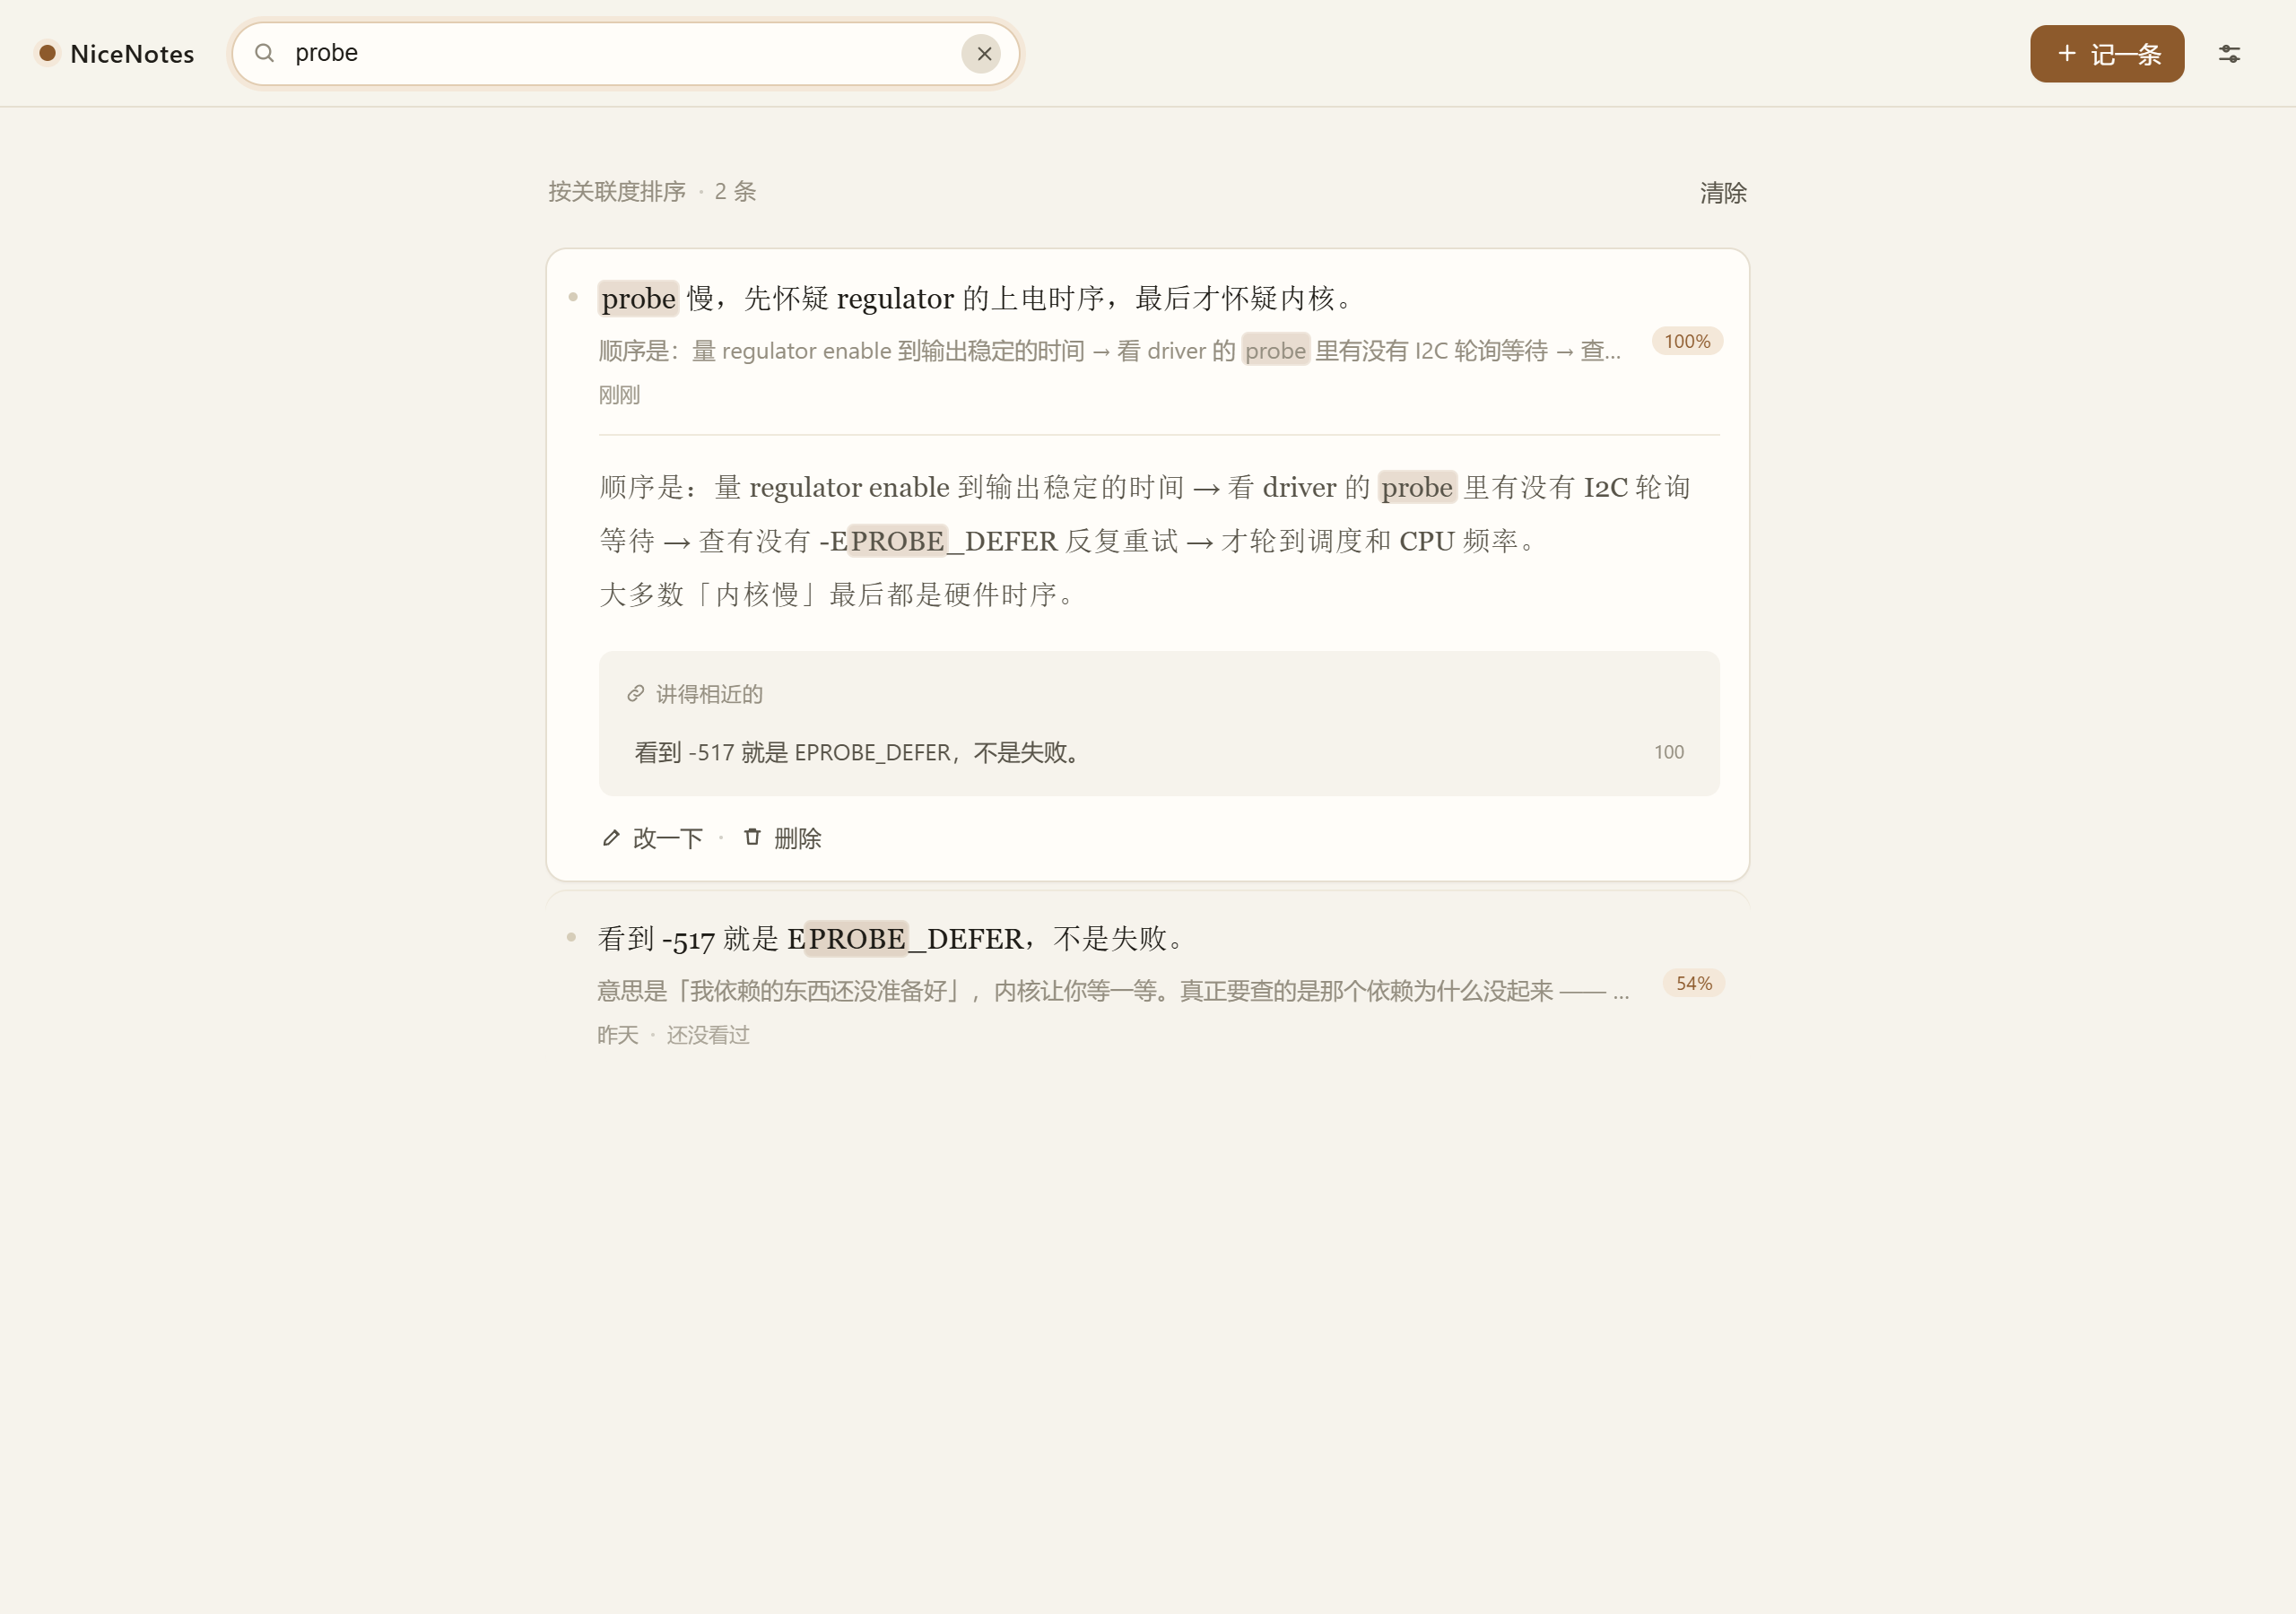 NiceNotes
probe
记一条
按关联度排序 · 2 条
清除
probe 慢，先怀疑 regulator 的上电时序，最后才怀疑内核。
顺序是：量 regulator enable 到输出稳定的时间 → 看 driver 的 probe 里有没有 I2C 轮询等待 → 查...
100%
刚刚
顺序是：量 regulator enable 到输出稳定的时间 → 看 driver 的 probe 里有没有 I2C 轮询
等待 → 查有没有 -EPROBE_DEFER 反复重试 → 才轮到调度和 CPU 频率。
大多数「内核慢」最后都是硬件时序。
讲得相近的
看到 -517 就是 EPROBE_DEFER，不是失败。
100
改一下 · 删除
看到 -517 就是 EPROBE_DEFER，不是失败。
意思是「我依赖的东西还没准备好」，内核让你等一等。真正要查的是那个依赖为什么没起来 —— ...
54%
昨天 · 还没看过